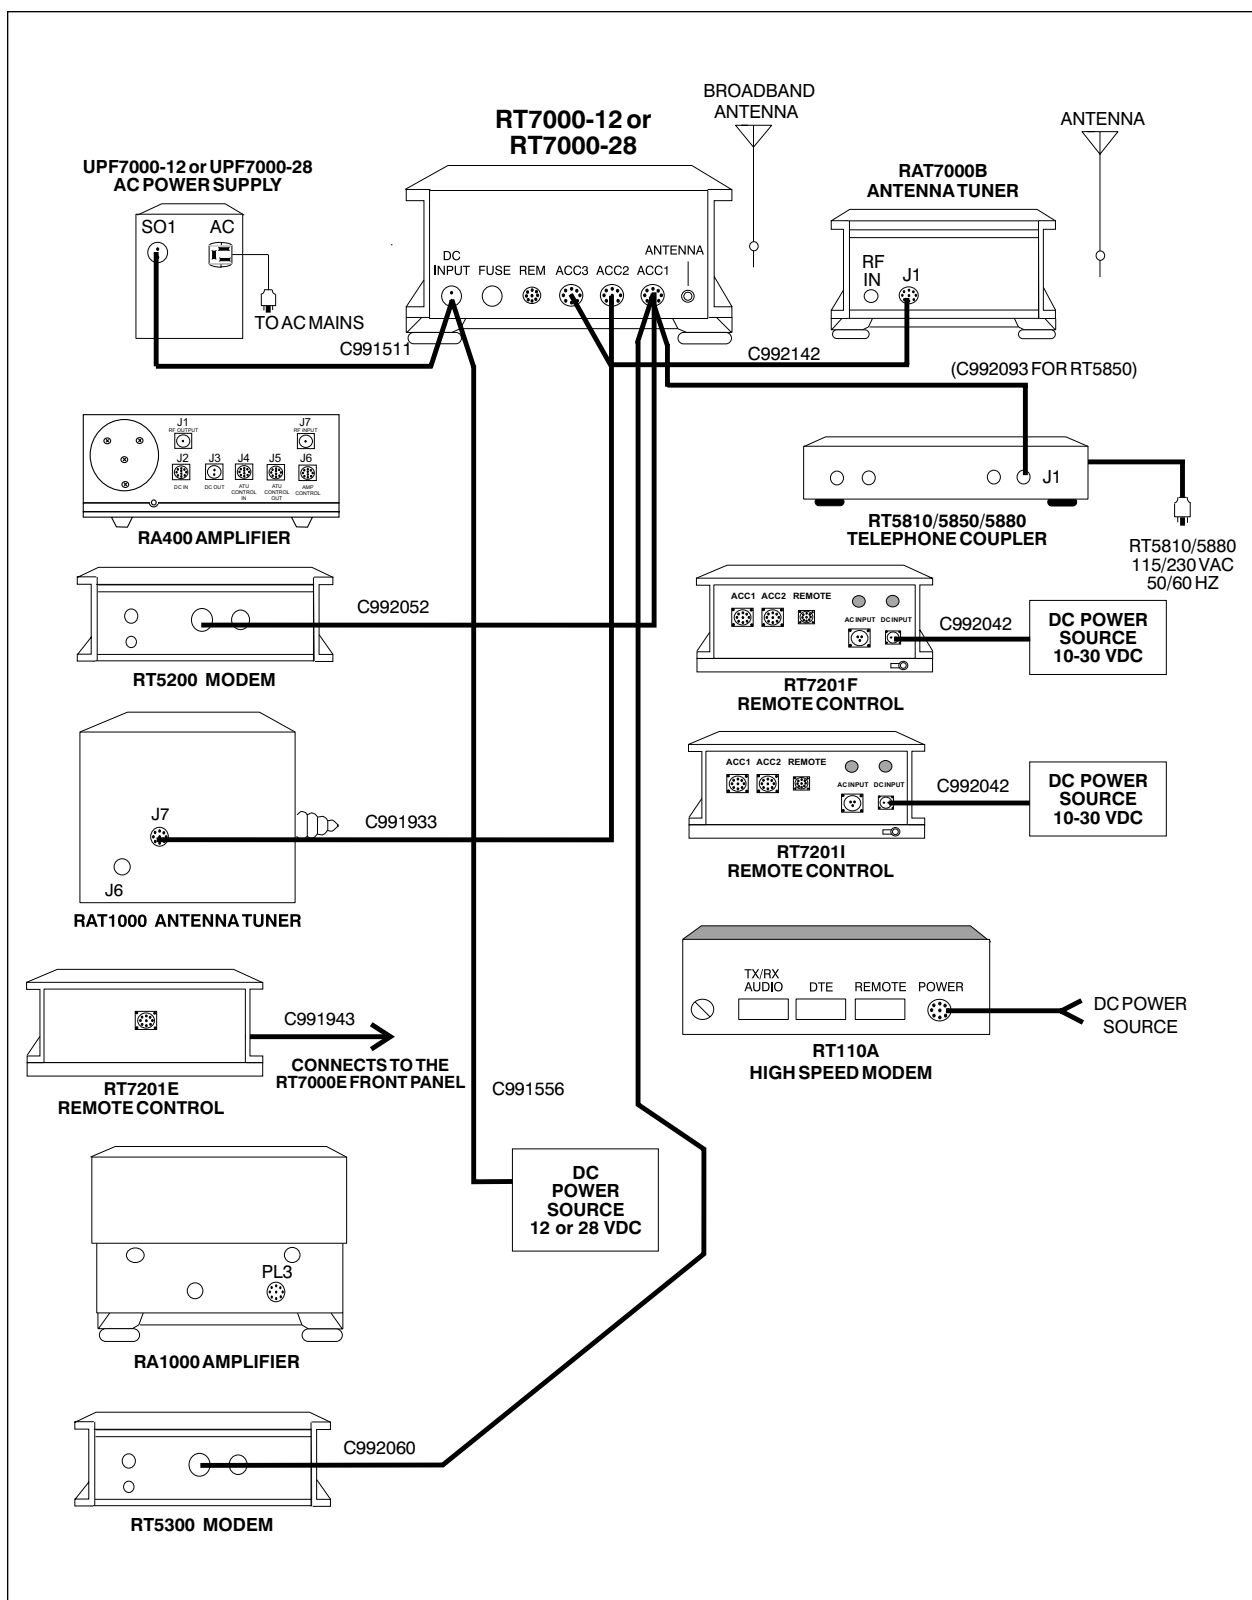 BROADBAND
ANTENNA
ANTENNA
RT7000-12 or
RT7000-28
UPF7000-12 or UPF7000-28
AC POWER SUPPLY
SO1
AC
TO AC MAINS
C991511
DC
INPUT
FUSE
REM
ACC3
ACC2
ACC1
ANTENNA
RAT7000B
ANTENNA TUNER
RF
IN
J1
C992142
(C992093 FOR RT5850)
J1
RF OUTPUT
J7
RF INPUT
J2
DC IN
J3
DC OUT
J4
ATU
CONTROL
IN
J5
ATU
CONTROL
OUT
J6
AMP
CONTROL
RA400 AMPLIFIER
J1
RT5810/5850/5880
TELEPHONE COUPLER
RT5810/5880
115/230 VAC
50/60 HZ
C992052
RT5200 MODEM
ACC1
ACC2
REMOTE
AC INPUT
DC INPUT
C992042
DC POWER
SOURCE
10-30 VDC
RT7201F
REMOTE CONTROL
ACC1
ACC2
REMOTE
AC INPUT
DC INPUT
C992042
DC POWER
SOURCE
10-30 VDC
RT7201I
REMOTE CONTROL
J7
J6
C991933
RAT1000 ANTENNA TUNER
TX/RX
AUDIO
DTE
REMOTE
POWER
DC POWER
SOURCE
RT110A
HIGH SPEED MODEM
C991943
CONNECTS TO THE
RT7000E FRONT PANEL
RT7201E
REMOTE CONTROL
C991556
DC
POWER
SOURCE
12 or 28 VDC
PL3
RA1000 AMPLIFIER
C992060
RT5300 MODEM